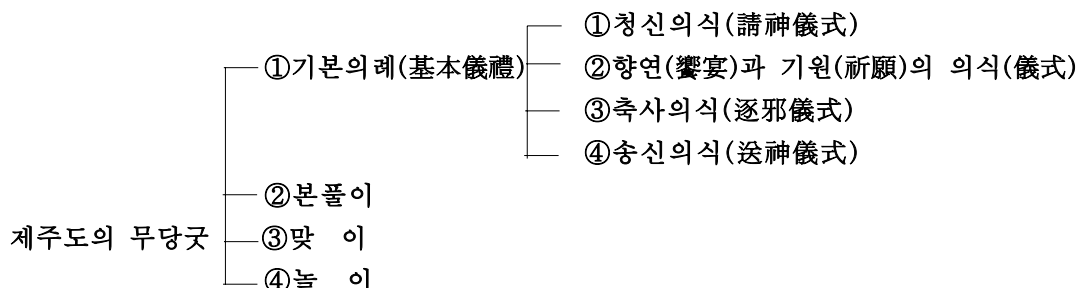 ①청신의식(請神儀式)
①기본의례(基本儀禮)
②향연(饗宴)과 기원(祈願)의 의식(儀式)
③축사의식(逐邪儀式)
④송신의식(送神儀式)
②본풀이
제주도의 무당굿
③맞 이
④놀 이